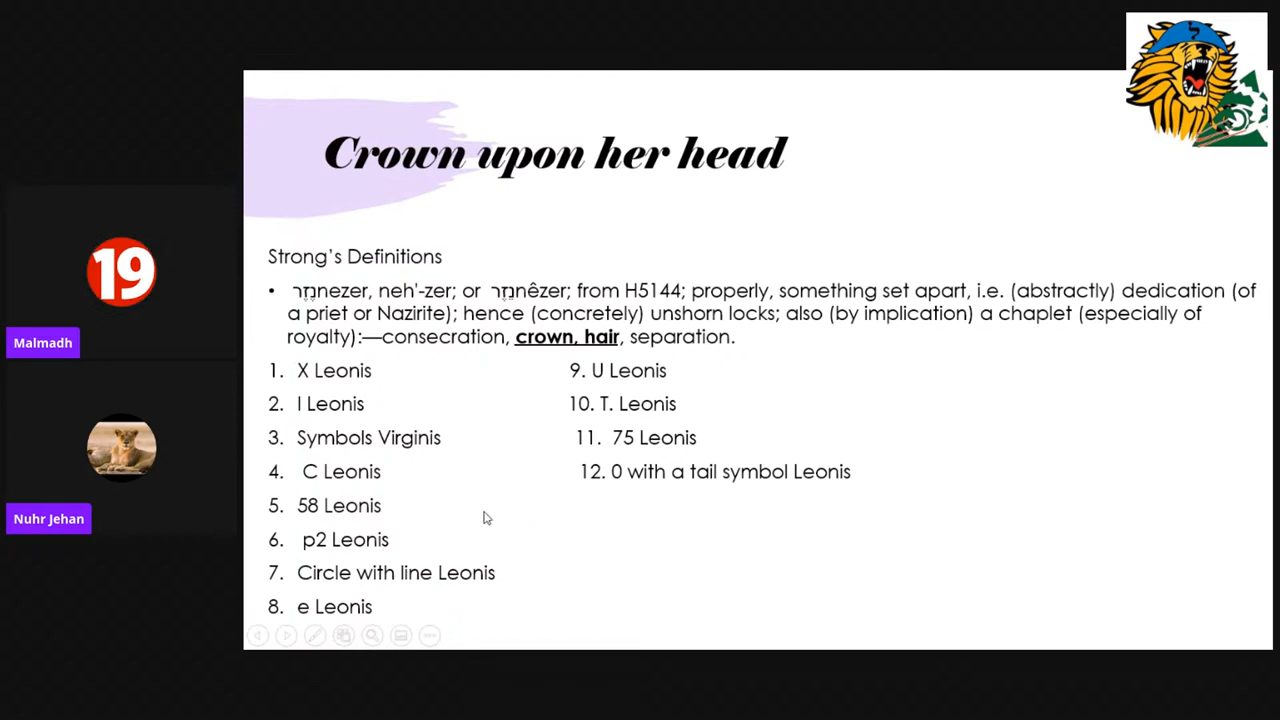 Crown upon her head
Strong's Definitions
• נֶזֶר nezer, neh'-zer; or נֵזֶר nêzer; from H5144; properly, something set apart, i.e. (abstractly) dedication (of
a priet or Nazirite); hence (concretely) unshorn locks; also (by implication) a chaplet (especially of
royalty):—consecration, crown, hair, separation.
1. X Leonis
2. I Leonis
3. Symbols Virginis
4. C Leonis
5. 58 Leonis
6. p2 Leonis
7. Circle with line Leonis
8. e Leonis
9. U Leonis
10. T. Leonis
11. 75 Leonis
12. 0 with a tail symbol Leonis
19
Malmadh
Nuhr Jehan